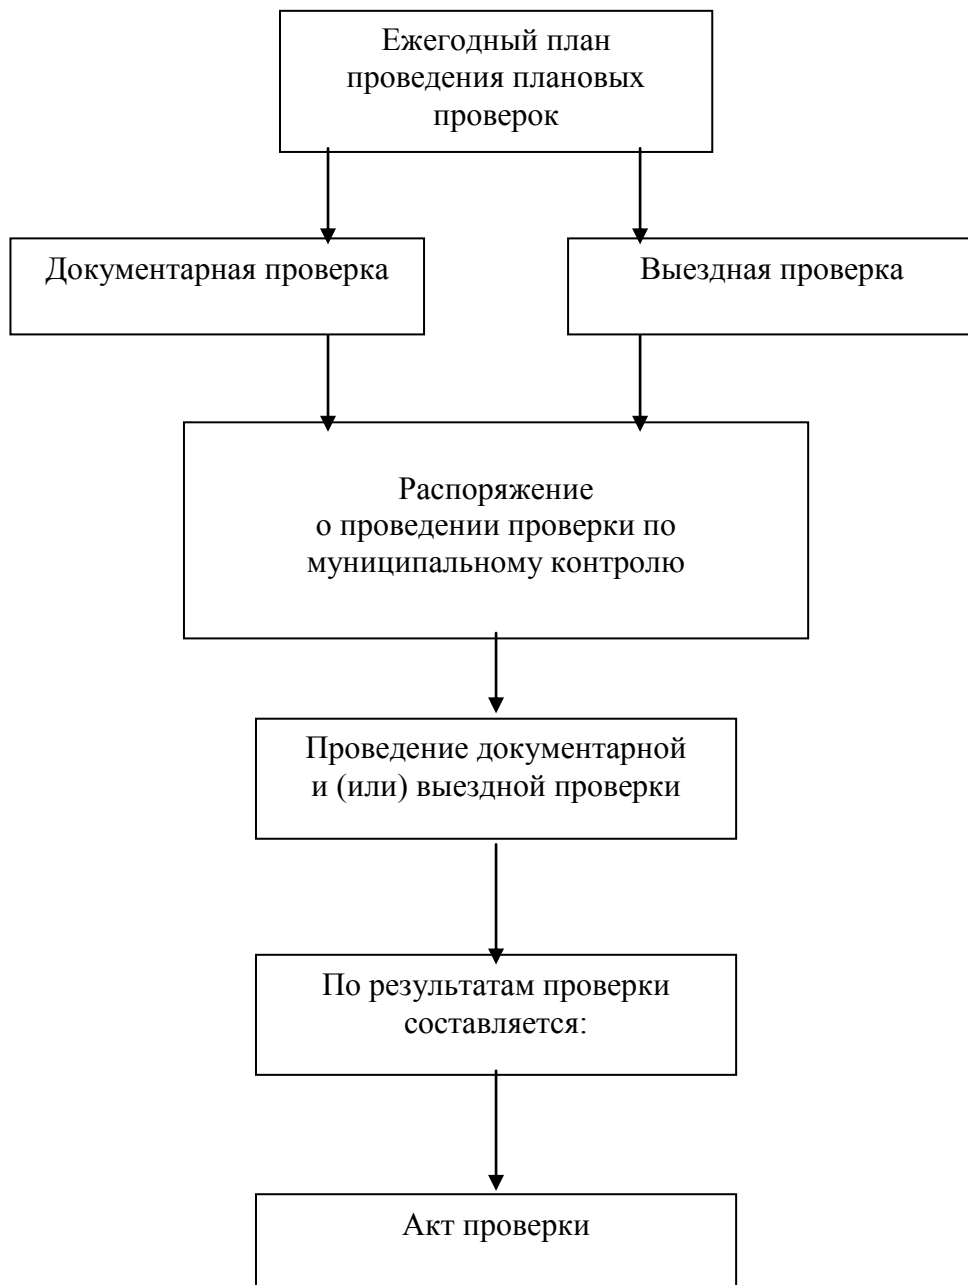 Ежегодный план
проведения плановых
проверок
Документарная проверка
Выездная проверка
Распоряжение
о проведении проверки по
муниципальному контролю
Проведение документарной
и (или) выездной проверки
По результатам проверки
составляется:
Акт проверки